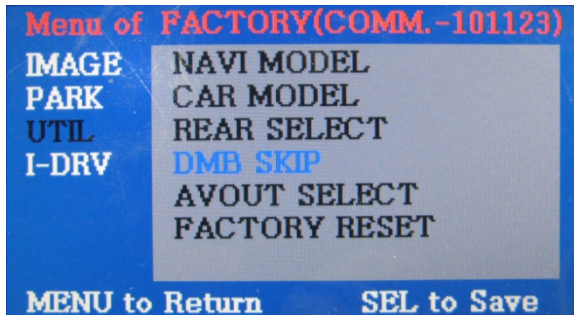 Menu of FACTORY(COMM.-101123)
IMAGE
PARK
UTIL
I-DRV
NAVI MODEL
CAR MODEL
REAR SELECT
DMB SKIP
AVOUT SELECT
FACTORY RESET
MENU to Return
SEL to Save